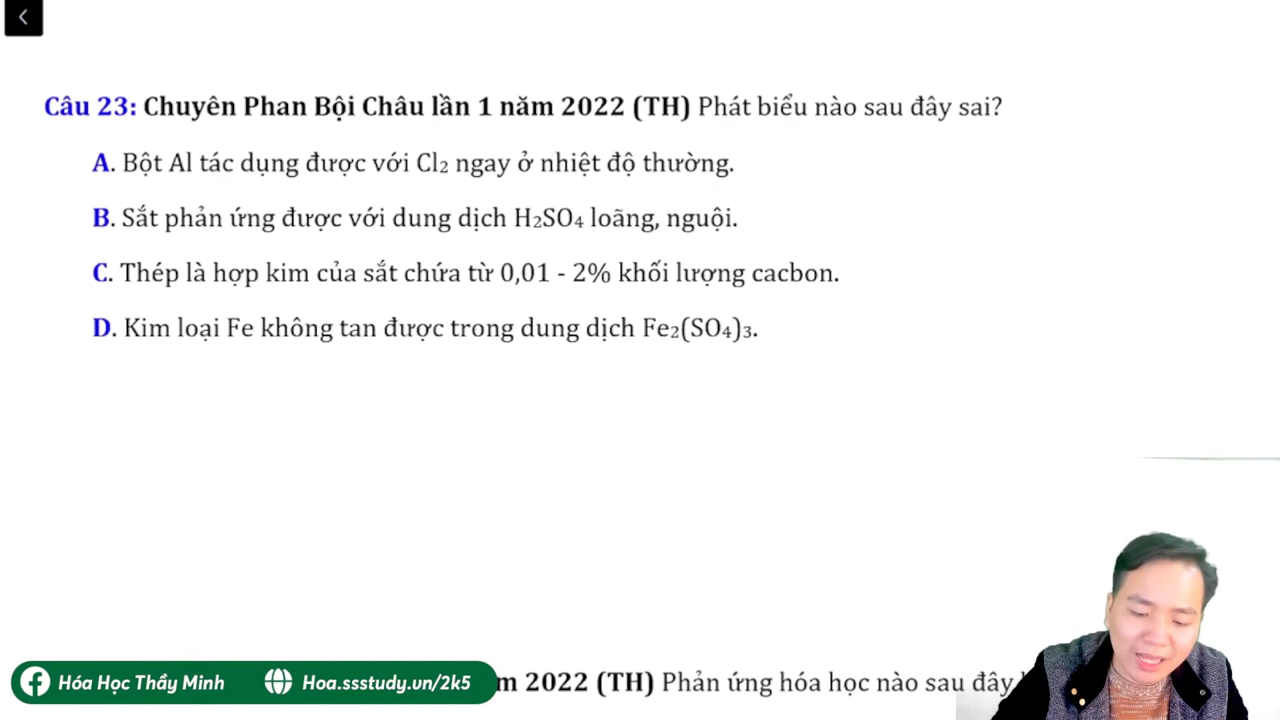 Câu 23: Chuyên Phan Bội Châu lần 1 năm 2022 (TH) Phát biểu nào sau đây sai?
A. Bột Al tác dụng được với Cl₂ ngay ở nhiệt độ thường.
B. Sắt phản ứng được với dung dịch H₂SO₄ loãng, nguội.
C. Thép là hợp kim của sắt chứa từ 0,01 - 2% khối lượng cacbon.
D. Kim loại Fe không tan được trong dung dịch Fe₂(SO₄)₃.
Hóa Học Thầy Minh Hoa.ssstudy.vn/2k5 2022 (TH) Phản ứng hóa học nào sau đây